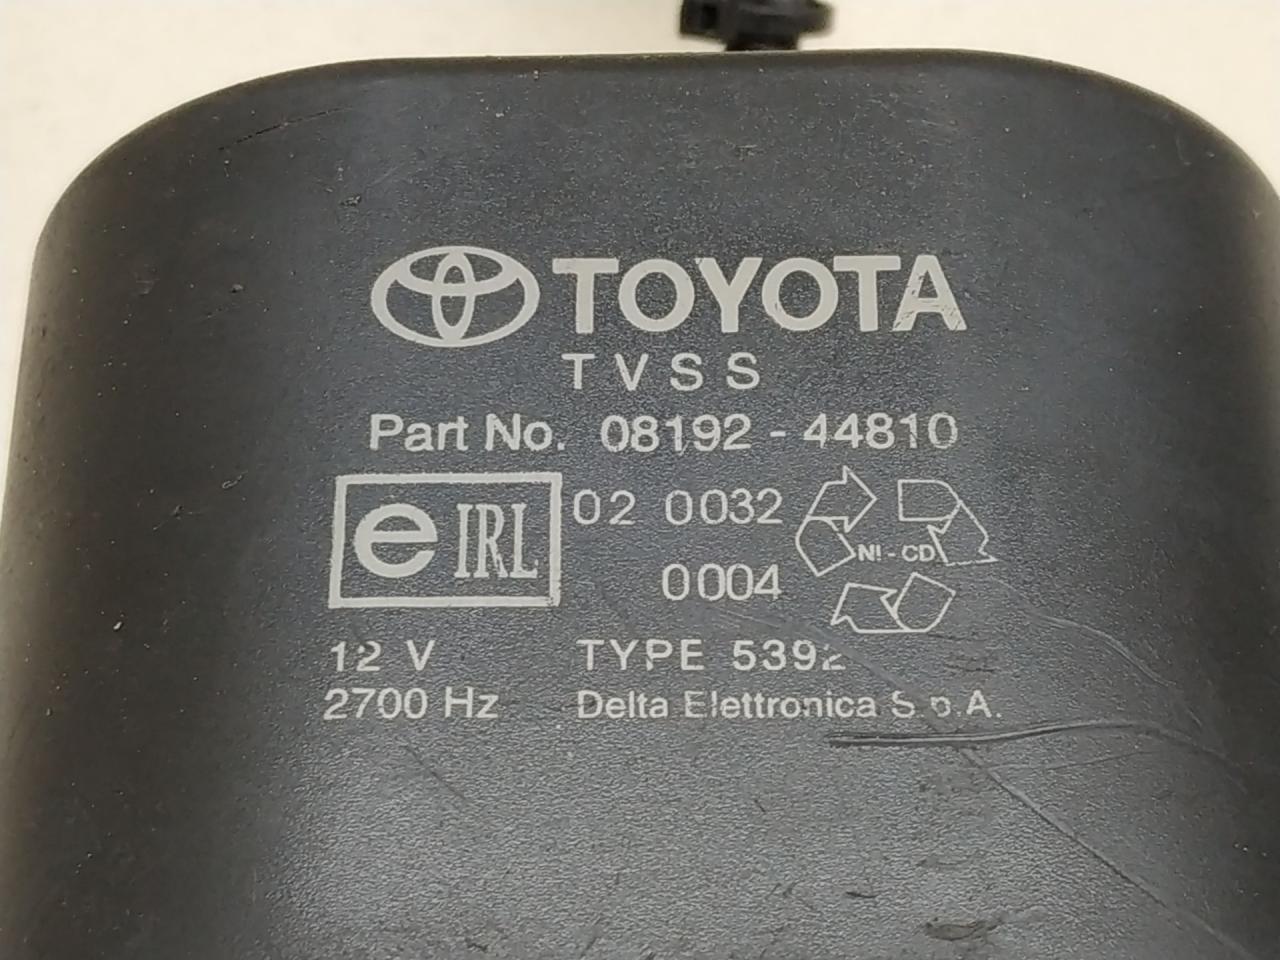 TOYOTA
TVSS
Part No. 08192-44810
e IRL 02 0032
0004
NI-CD
12 V TYPE 5392
2700 Hz Delta Elettronica S.p.A.